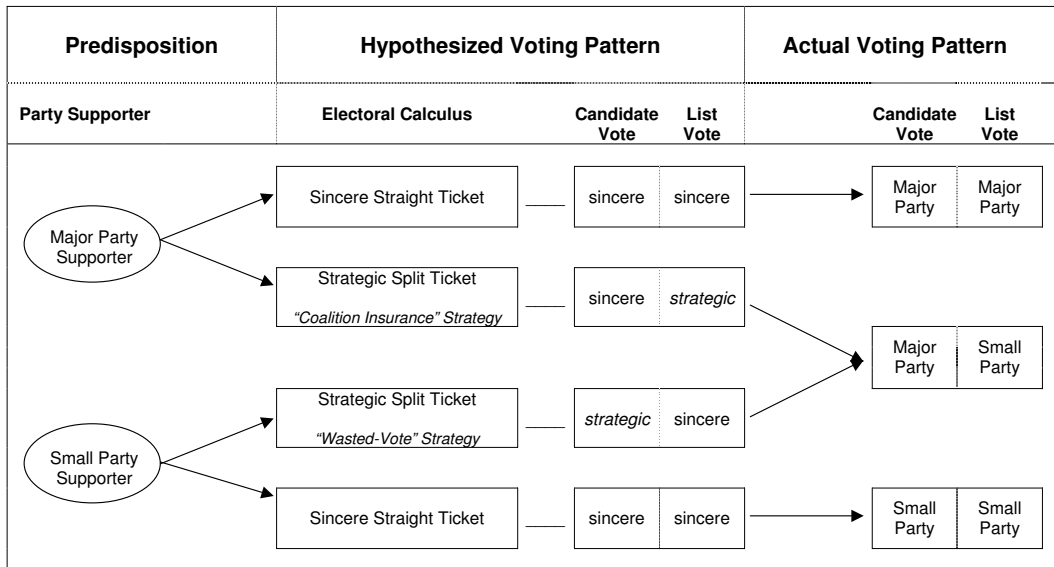 Predisposition
Hypothesized Voting Pattern
Actual Voting Pattern
Party Supporter
Electoral Calculus
Candidate
Vote
List
Vote
Candidate
Vote
List
Vote
Major Party
Supporter
Sincere Straight Ticket
sincere
sincere
Major
Party
Major
Party
Strategic Split Ticket
“Coalition Insurance” Strategy
sincere
strategic
Major
Party
Small
Party
Small Party
Supporter
Strategic Split Ticket
“Wasted-Vote” Strategy
strategic
sincere
Sincere Straight Ticket
sincere
sincere
Small
Party
Small
Party